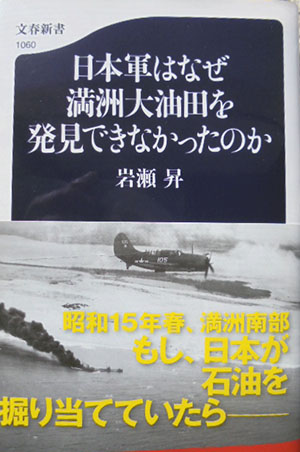 文春新書
1060
日本軍はなぜ
満洲大油田を
発見できなかったのか
岩瀬 昇
105
昭和15年春、満洲南部
もし、日本が
石油を
掘り当てていたら——